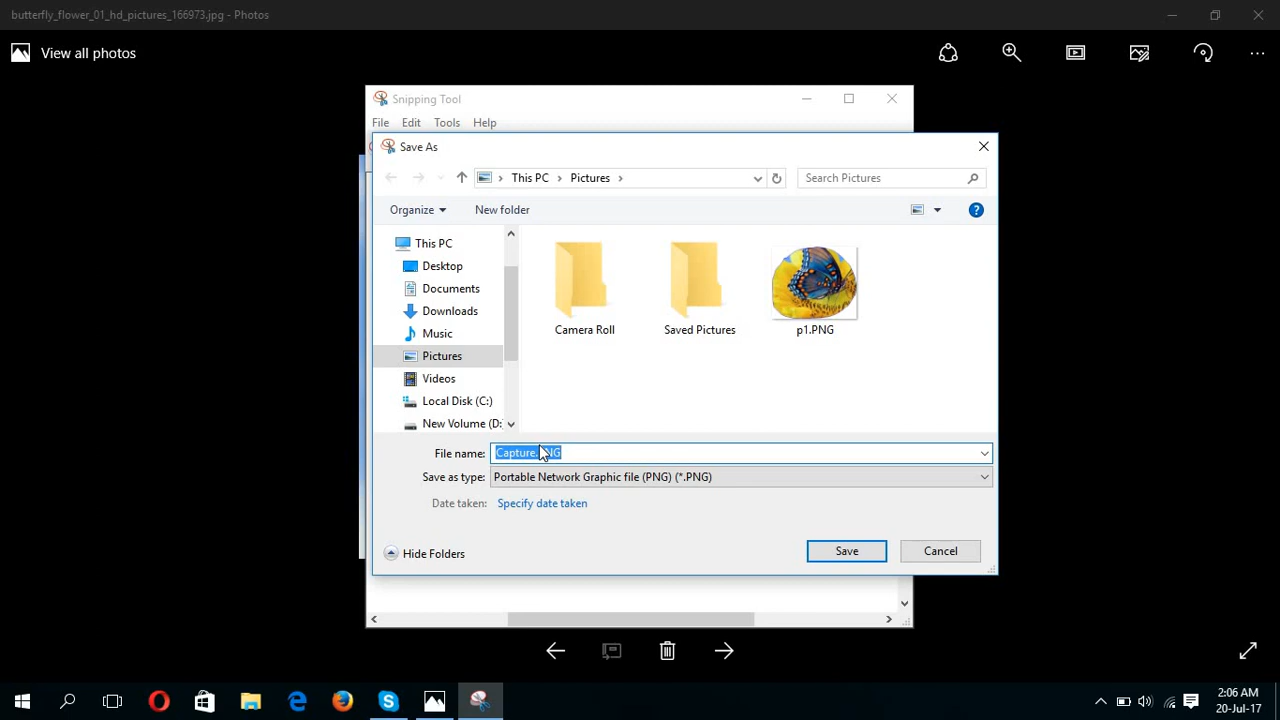 butterfly_flower_01_hd_pictures_166973.jpg - Photos
View all photos
Snipping Tool
File Edit Tools Help
Save As
This PC > Pictures >
Search Pictures
Organize
New folder
This PC
Desktop
Documents
Downloads
Music
Pictures
Videos
Local Disk (C:)
New Volume (D:
Camera Roll
Saved Pictures
p1.PNG
File name:
Save as type: Portable Network Graphic file (PNG) (*.PNG)
Date taken: Specify date taken
Hide Folders
Save
Cancel
2:06 AM
20-Jul-17